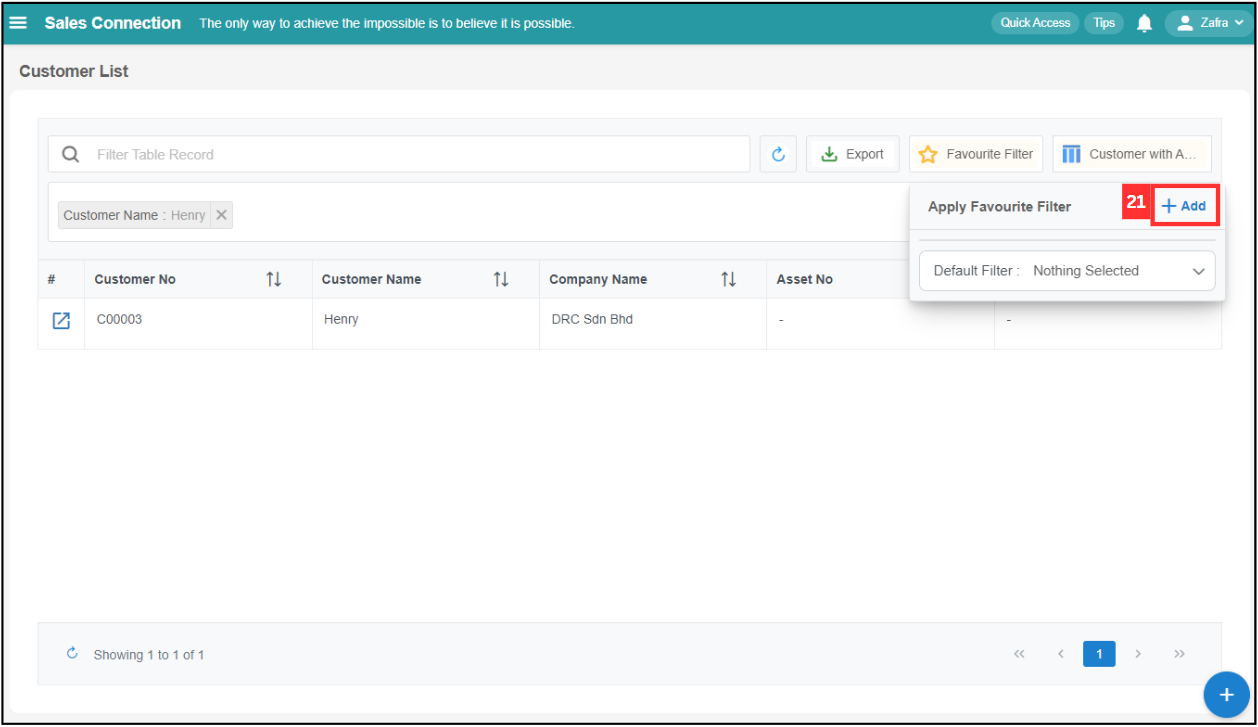 Sales Connection The only way to achieve the impossible is to believe it is possible. Quick Access Tips Zafra
Customer List
Filter Table Record Export Favourite Filter Customer with A...
Customer Name : Henry
Apply Favourite Filter 21 + Add
Default Filter : Nothing Selected
# Customer No Customer Name Company Name Asset No
C00003 Henry DRC Sdn Bhd - -
Showing 1 to 1 of 1 « ‹ 1 › »
+